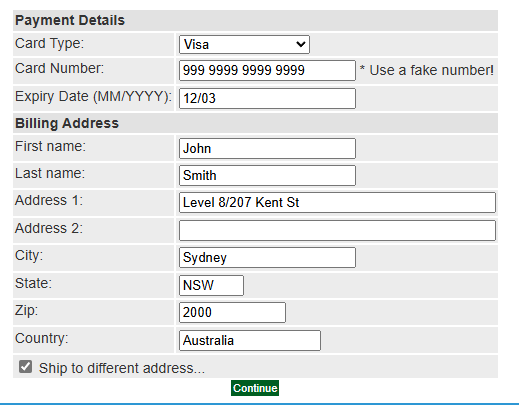 Payment Details
Card Type: Visa
Card Number: 999 9999 9999 9999 * Use a fake number!
Expiry Date (MM/YYYY): 12/03
Billing Address
First name: John
Last name: Smith
Address 1: Level 8/207 Kent St
Address 2:
City: Sydney
State: NSW
Zip: 2000
Country: Australia
Ship to different address...
Continue